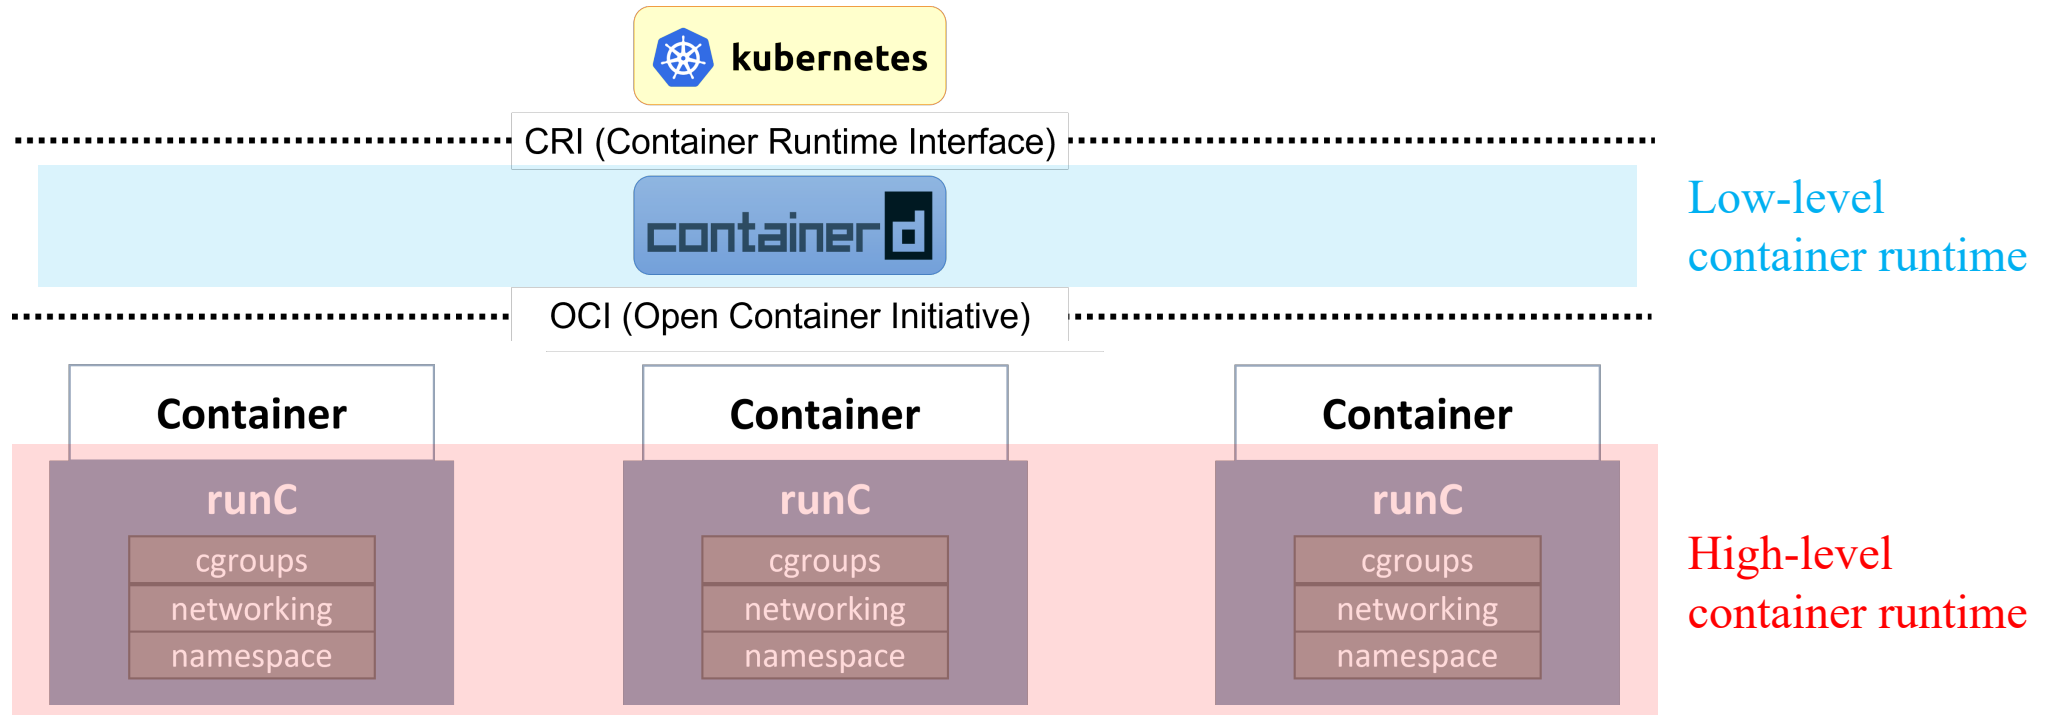 kubernetes
CRI (Container Runtime Interface)
containerd
Low-level
container runtime
OCI (Open Container Initiative)
Container
Container
Container
runC
runC
runC
cgroups
networking
namespace
cgroups
networking
namespace
cgroups
networking
namespace
High-level
container runtime